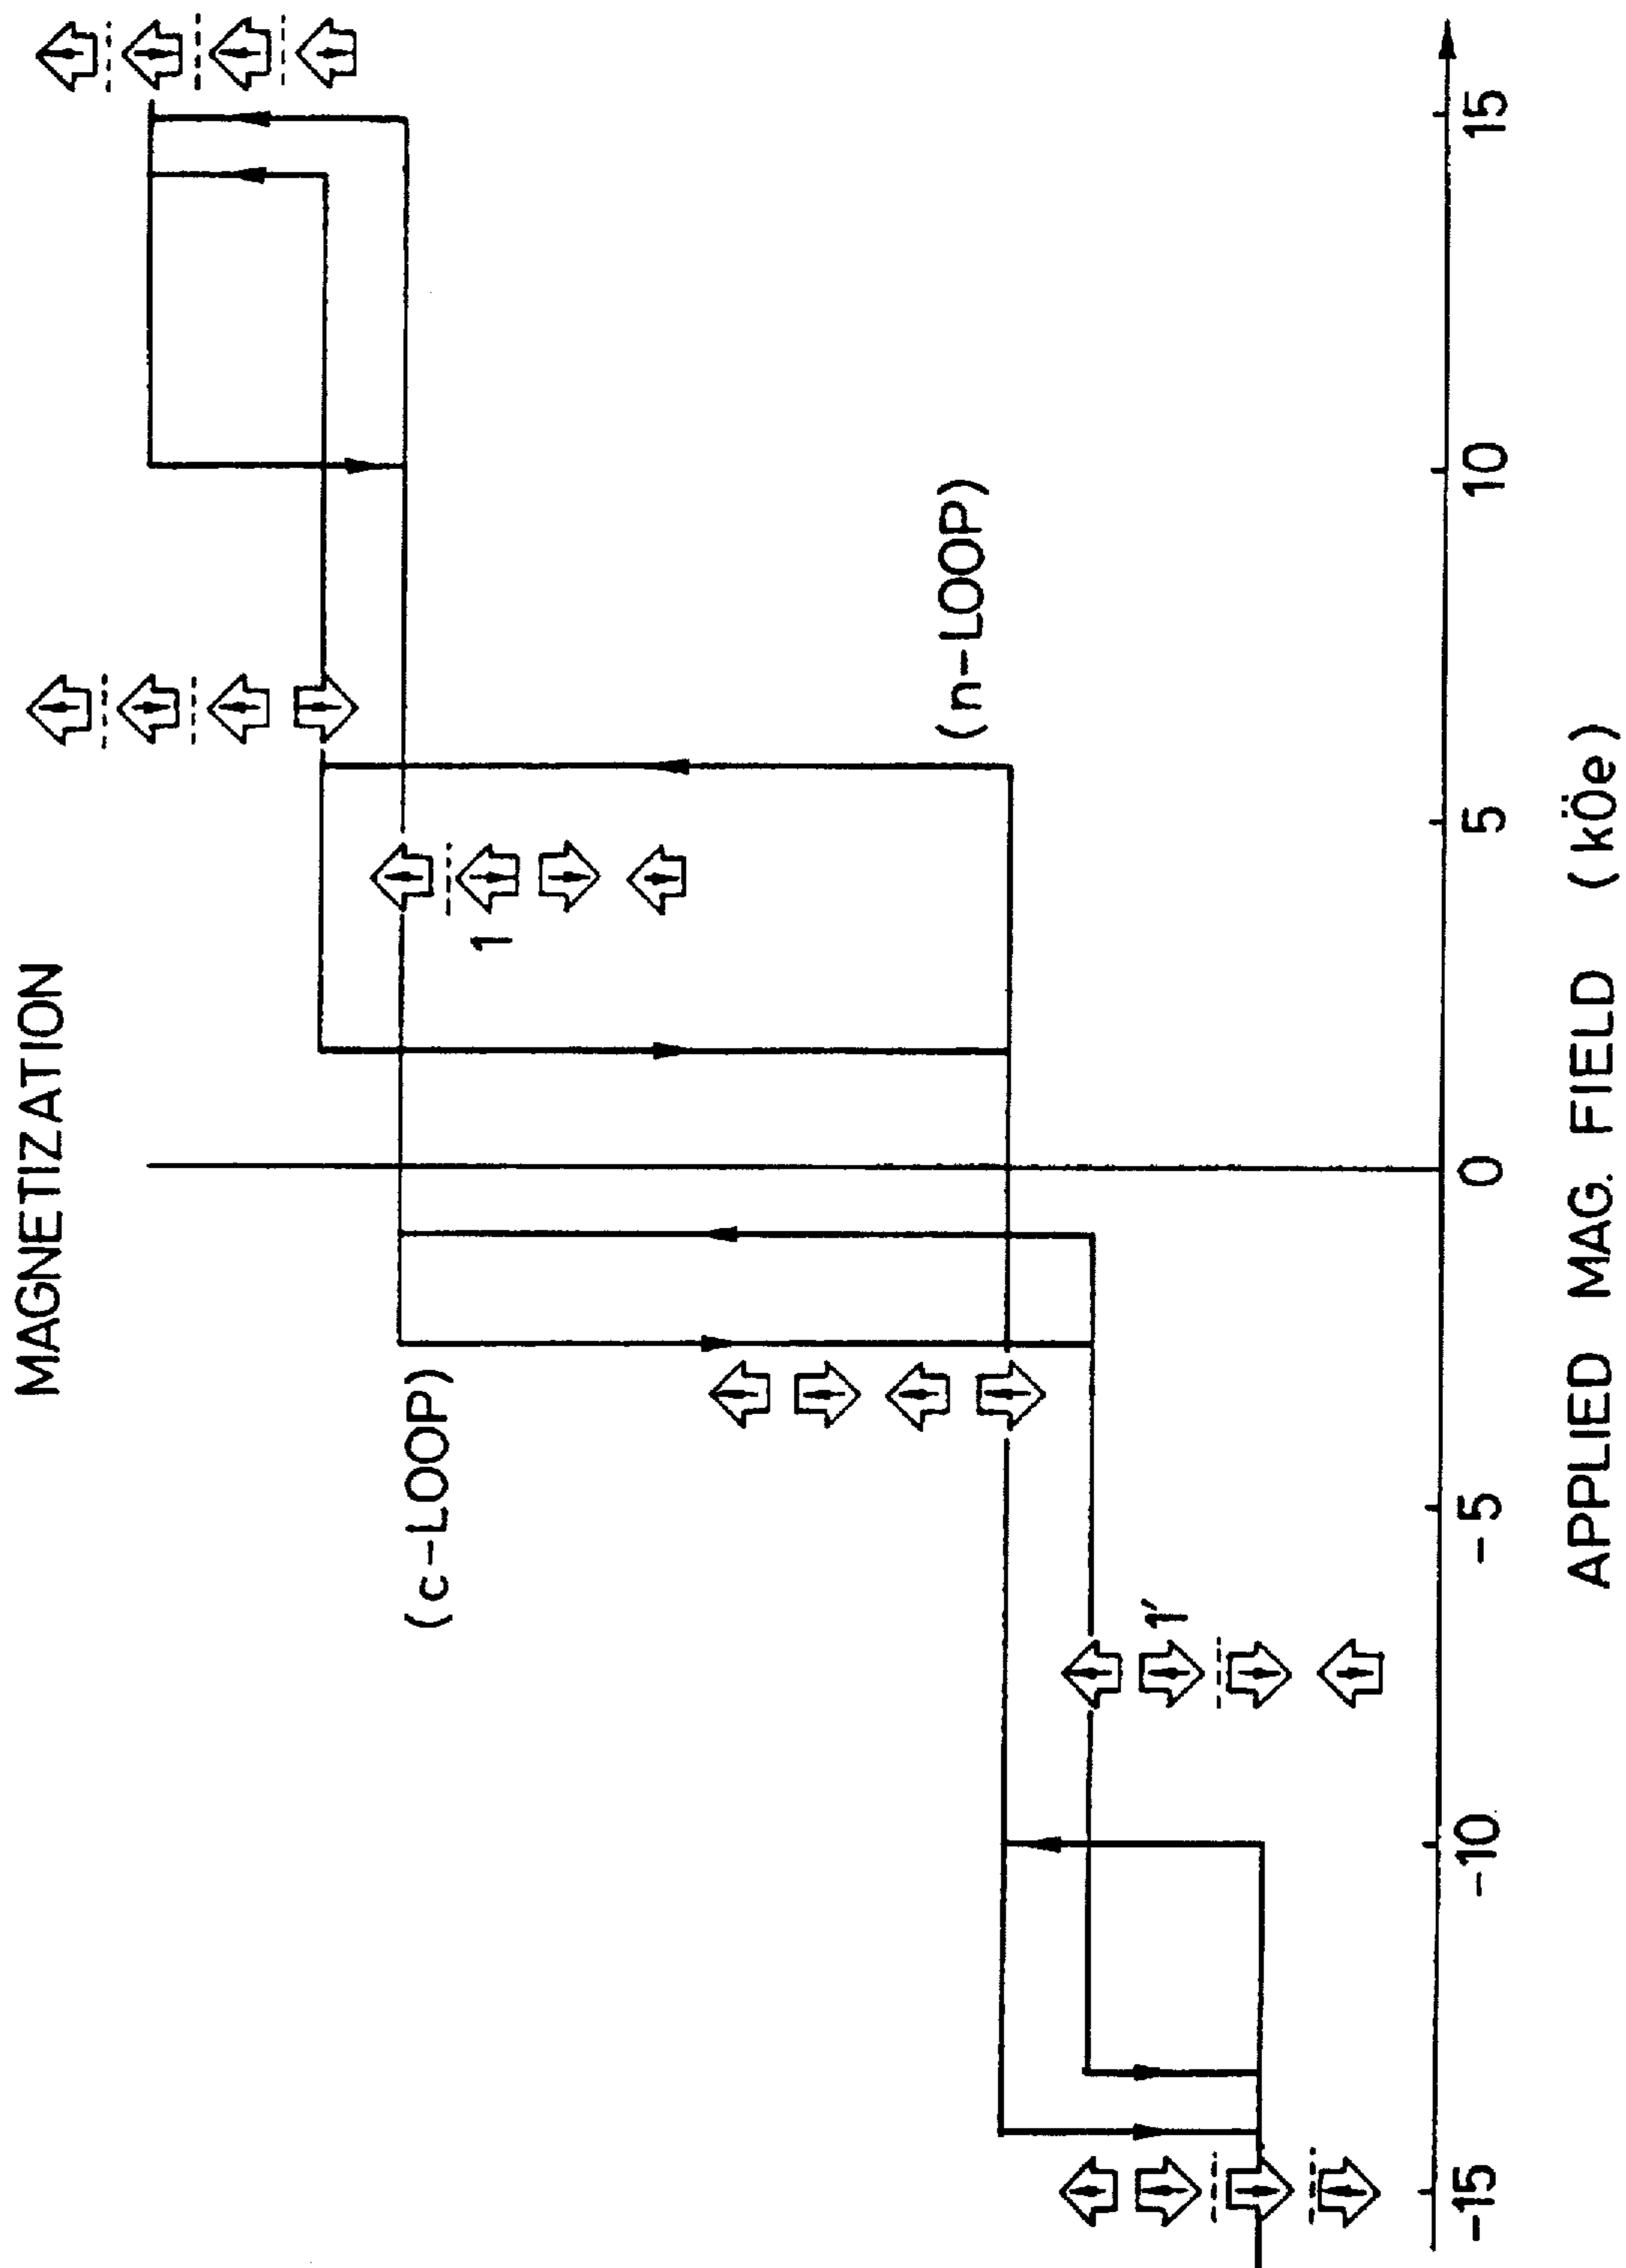 MAGNETIZATION
(c-LOOP)
1
(n-LOOP)
1′
-15
-10
-5
0
5
10
15
APPLIED MAG. FIELD (kÖe)